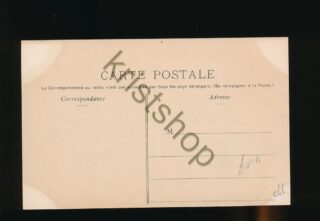 CARTE POSTALE
La Correspondance au recto n'est pas acceptée par tous les pays étrangers. (Se renseigner à la Poste.)
Correspondance
Adresse
kristshop
M